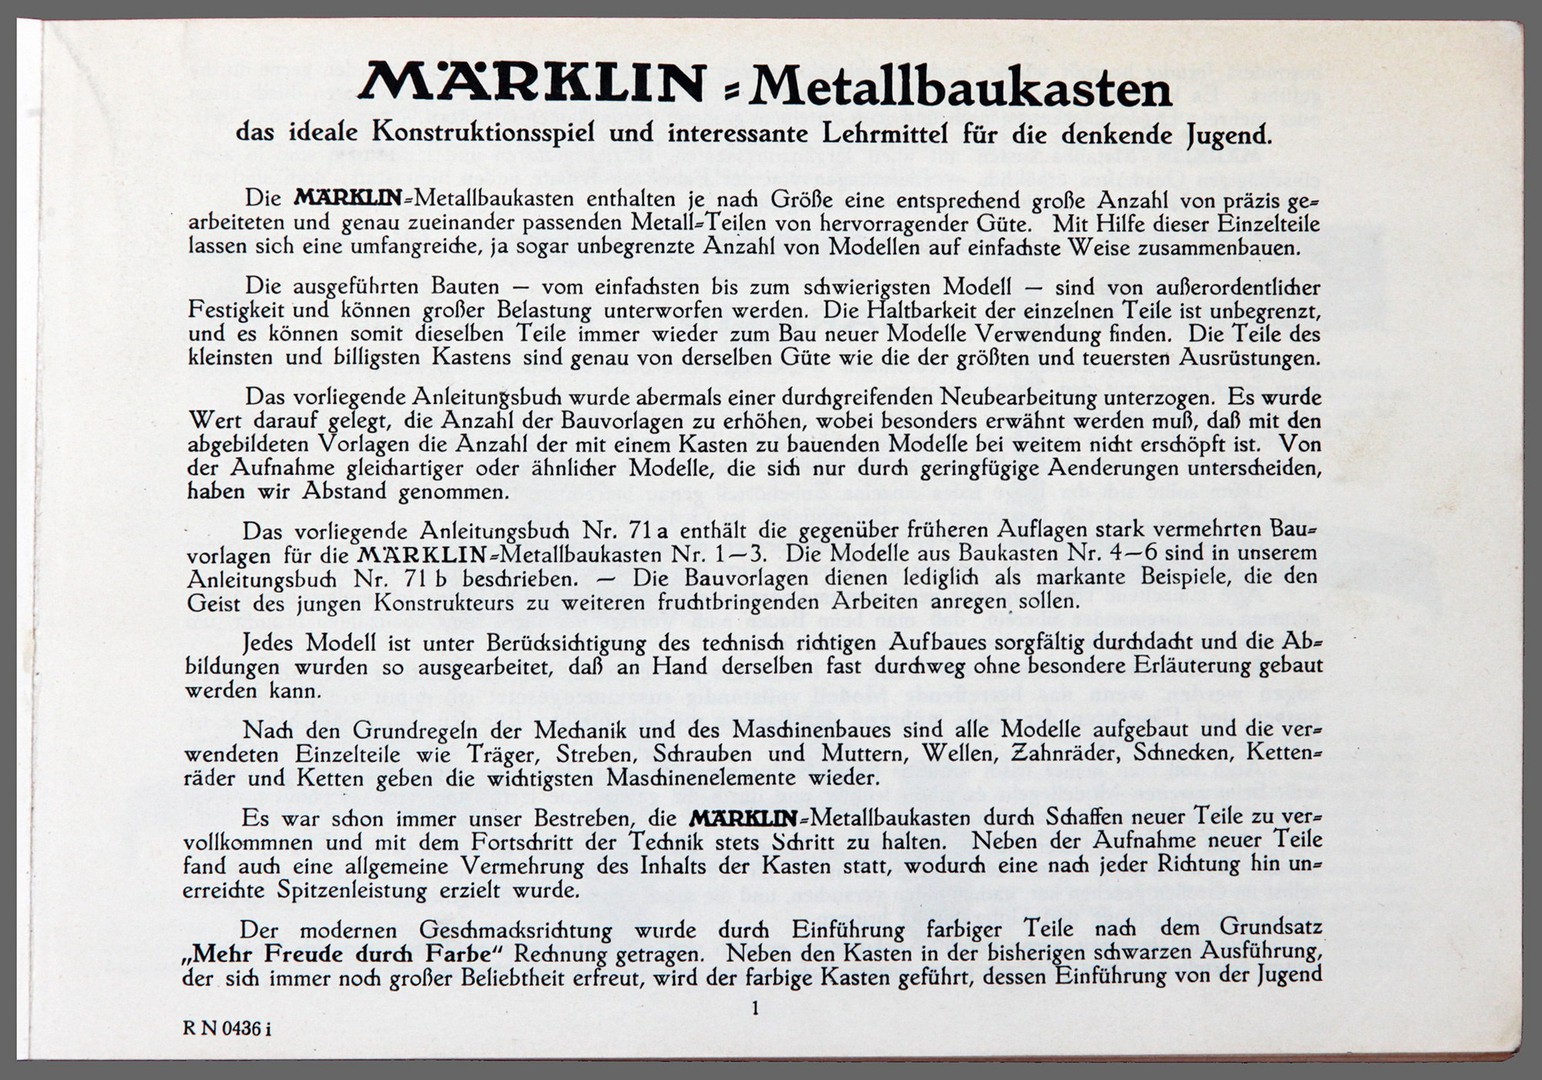 MÄRKLIN=Metallbaukasten
das ideale Konstruktionsspiel und interessante Lehrmittel für die denkende Jugend.
Die MÄRKLIN=Metallbaukasten enthalten je nach Größe eine entsprechend große Anzahl von präzis ge=
arbeiteten und genau zueinander passenden Metall=Teilen von hervorragender Güte. Mit Hilfe dieser Einzelteile
lassen sich eine umfangreiche, ja sogar unbegrenzte Anzahl von Modellen auf einfachste Weise zusammenbauen.
Die ausgeführten Bauten — vom einfachsten bis zum schwierigsten Modell — sind von außerordentlicher
Festigkeit und können großer Belastung unterworfen werden. Die Haltbarkeit der einzelnen Teile ist unbegrenzt,
und es können somit dieselben Teile immer wieder zum Bau neuer Modelle Verwendung finden. Die Teile des
kleinsten und billigsten Kastens sind genau von derselben Güte wie die der größten und teuersten Ausrüstungen.
Das vorliegende Anleitungsbuch wurde abermals einer durchgreifenden Neubearbeitung unterzogen. Es wurde
Wert darauf gelegt, die Anzahl der Bauvorlagen zu erhöhen, wobei besonders erwähnt werden muß, daß mit den
abgebildeten Vorlagen die Anzahl der mit einem Kasten zu bauenden Modelle bei weitem nicht erschöpft ist. Von
der Aufnahme gleichartiger oder ähnlicher Modelle, die sich nur durch geringfügige Aenderungen unterscheiden,
haben wir Abstand genommen.
Das vorliegende Anleitungsbuch Nr. 71 a enthält die gegenüber früheren Auflagen stark vermehrten Bau=
vorlagen für die MÄRKLIN=Metallbaukasten Nr. 1—3. Die Modelle aus Baukasten Nr. 4—6 sind in unserem
Anleitungsbuch Nr. 71 b beschrieben. — Die Bauvorlagen dienen lediglich als markante Beispiele, die den
Geist des jungen Konstrukteurs zu weiteren fruchtbringenden Arbeiten anregen sollen.
Jedes Modell ist unter Berücksichtigung des technisch richtigen Aufbaues sorgfältig durchdacht und die Ab=
bildungen wurden so ausgearbeitet, daß an Hand derselben fast durchweg ohne besondere Erläuterung gebaut
werden kann.
Nach den Grundregeln der Mechanik und des Maschinenbaues sind alle Modelle aufgebaut und die ver=
wendeten Einzelteile wie Träger, Streben, Schrauben und Muttern, Wellen, Zahnräder, Schnecken, Ketten=
räder und Ketten geben die wichtigsten Maschinenelemente wieder.
Es war schon immer unser Bestreben, die MÄRKLIN=Metallbaukasten durch Schaffen neuer Teile zu ver=
vollkommnen und mit dem Fortschritt der Technik stets Schritt zu halten. Neben der Aufnahme neuer Teile
fand auch eine allgemeine Vermehrung des Inhalts der Kasten statt, wodurch eine nach jeder Richtung hin un=
erreichte Spitzenleistung erzielt wurde.
Der modernen Geschmacksrichtung wurde durch Einführung farbiger Teile nach dem Grundsatz
„Mehr Freude durch Farbe“ Rechnung getragen. Neben den Kasten in der bisherigen schwarzen Ausführung,
der sich immer noch großer Beliebtheit erfreut, wird der farbige Kasten geführt, dessen Einführung von der Jugend
1
R N 0436 i